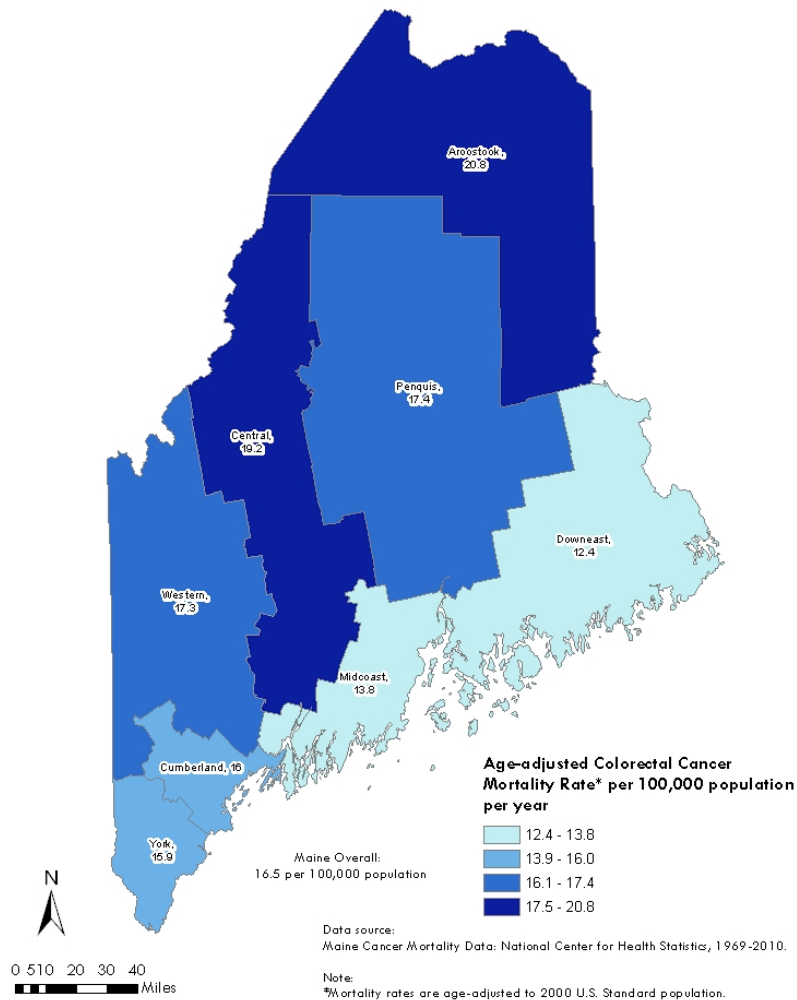 Aroostook,
20.8
Penquis,
17.4
Central,
19.2
Downeast,
12.4
Western,
17.3
Midcoast,
13.8
Cumberland, 16
York,
15.9
Age-adjusted Colorectal Cancer
Mortality Rate* per 100,000 population
per year
12.4 - 13.8
13.9 - 16.0
16.1 - 17.4
17.5 - 20.8
Maine Overall:
16.5 per 100,000 population
N
0 510 20 30 40
Miles
Data source:
Maine Cancer Mortality Data: National Center for Health Statistics, 1969-2010.
Note:
*Mortality rates are age-adjusted to 2000 U.S. Standard population.